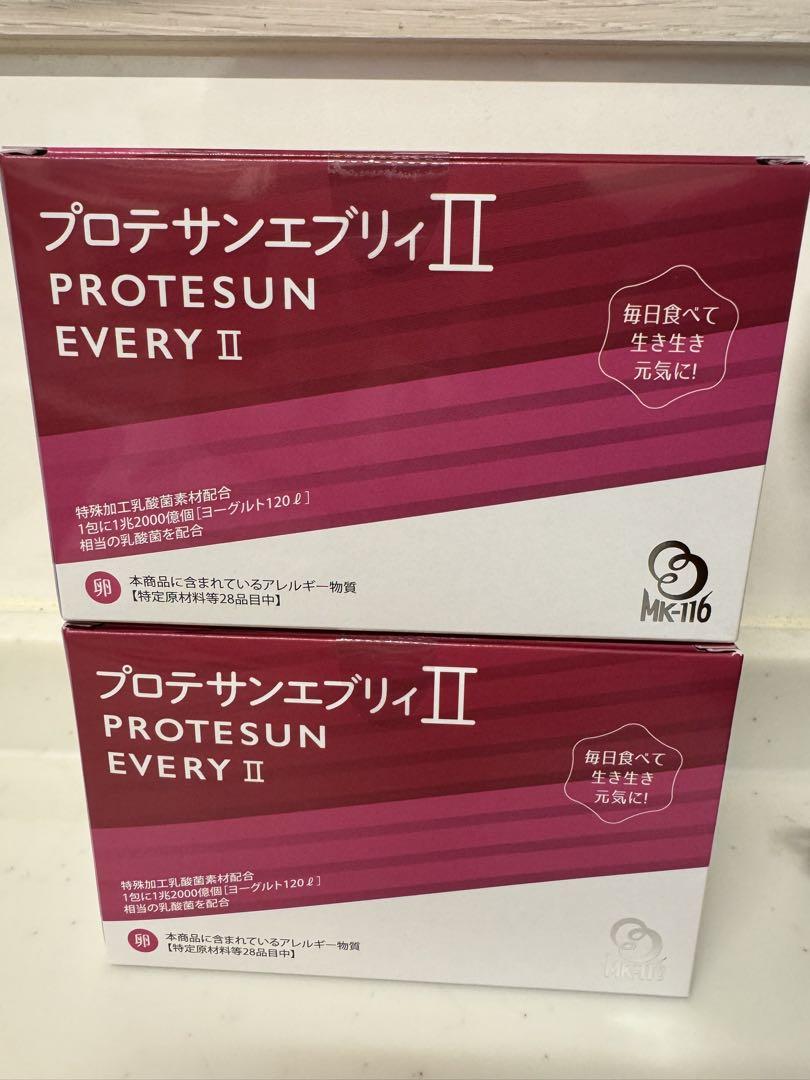 プロテサンエブリィⅡ
PROTESUN
EVERY Ⅱ
毎日食べて
生き生き
元気に!
特殊加工乳酸菌素材配合
1包に1兆2000億個[ヨーグルト120ℓ]
相当の乳酸菌を配合
卵 本商品に含まれているアレルギー物質
【特定原材料等28品目中】
MK-116
プロテサンエブリィⅡ
PROTESUN
EVERY Ⅱ
毎日食べて
生き生き
元気に!
特殊加工乳酸菌素材配合
1包に1兆2000億個[ヨーグルト120ℓ]
相当の乳酸菌を配合
卵 本商品に含まれているアレルギー物質
【特定原材料等28品目中】
MK-116